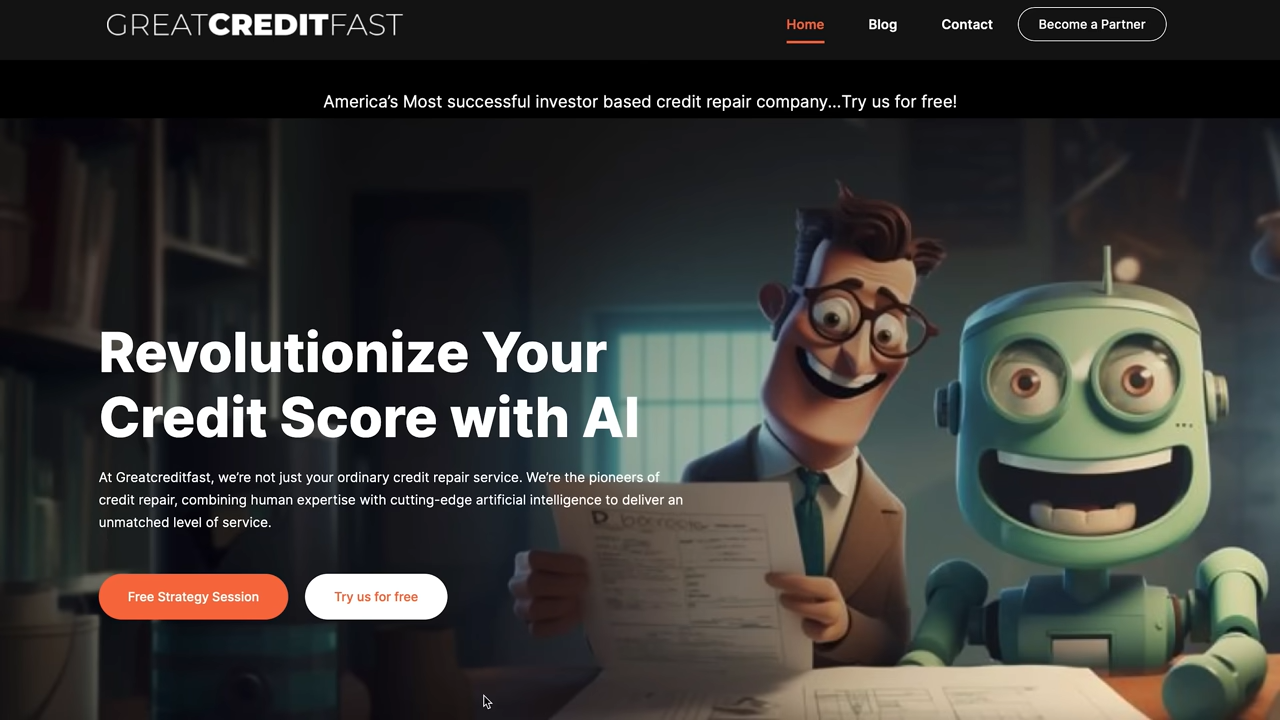 GREATCREDITFAST
Home
Blog
Contact
Become a Partner
America's Most successful investor based credit repair company...Try us for free!
Revolutionize Your
Credit Score with AI
At Greatcreditfast, we're not just your ordinary credit repair service. We're the pioneers of
credit repair, combining human expertise with cutting-edge artificial intelligence to deliver an
unmatched level of service.
Free Strategy Session
Try us for free